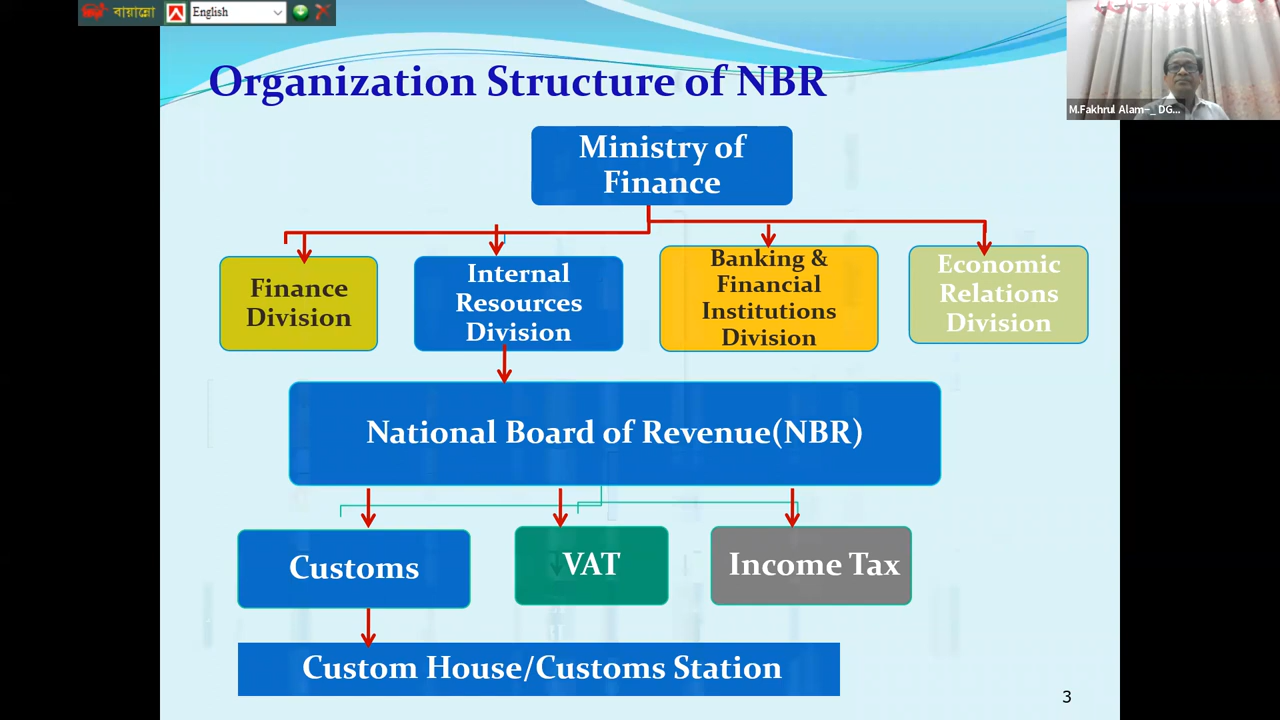 বায়ান্নো
English
Organization Structure of NBR
M.Fakhrul Alam-_ DG...
Ministry of
Finance
Finance
Division
Internal
Resources
Division
Banking &
Financial
Institutions
Division
Economic
Relations
Division
National Board of Revenue(NBR)
Customs
VAT
Income Tax
Custom House/Customs Station
3